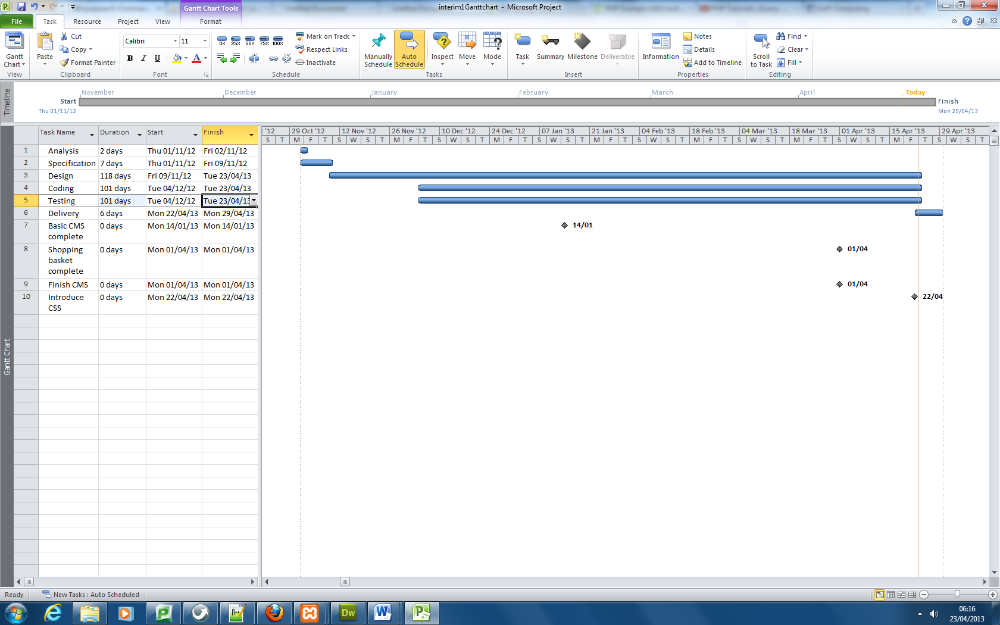 Gantt Chart Tools
interim1Ganttchart - Microsoft Project
File Task Resource Project View Format
Gantt Chart
View
Paste
Cut
Copy
Format Painter
Clipboard
Calibri 11
B I U A
Font
0% 25% 50% 75% 100%
Mark on Track
Respect Links
Inactivate
Schedule
Manually Schedule
Auto Schedule
Inspect Move Mode
Tasks
Task Summary Milestone Deliverable
Insert
Information
Notes
Details
Add to Timeline
Properties
Scroll to Task
Find
Clear
Fill
Editing
Timeline
November December January February March April Today
Start
Thu 01/11/12
Finish
Mon 29/04/13
Task Name Duration Start Finish
'12 29 Oct '12 12 Nov '12 26 Nov '12 10 Dec '12 24 Dec '12 07 Jan '13 21 Jan '13 04 Feb '13 18 Feb '13 04 Mar '13 18 Mar '13 01 Apr '13 15 Apr '13 29 Apr '13
S T M F T S W S T M F T S W S T M F T S W S T M F T S W S T M F T S W S T M F T S W S T M F T S W S T
1 Analysis 2 days Thu 01/11/12 Fri 02/11/12
2 Specification 7 days Thu 01/11/12 Fri 09/11/12
3 Design 118 days Fri 09/11/12 Tue 23/04/13
4 Coding 101 days Tue 04/12/12 Tue 23/04/13
5 Testing 101 days Tue 04/12/12 Tue 23/04/13
6 Delivery 6 days Mon 22/04/13 Mon 29/04/13
7 Basic CMS complete 0 days Mon 14/01/13 Mon 14/01/13 14/01
8 Shopping basket complete 0 days Mon 01/04/13 Mon 01/04/13 01/04
9 Finish CMS 0 days Mon 01/04/13 Mon 01/04/13 01/04
10 Introduce CSS 0 days Mon 22/04/13 Mon 22/04/13 22/04
Gantt Chart
Ready New Tasks : Auto Scheduled
Dw
06:16
23/04/2013